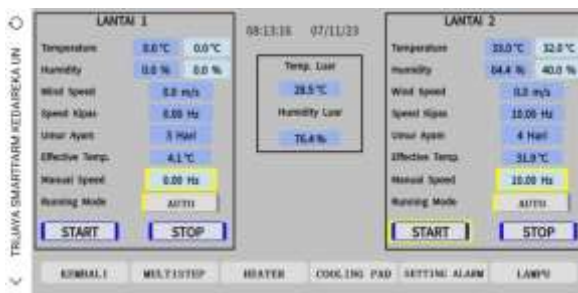 TRIJAYA SMARTFARM KEDAIREKA UN
LANTAI 1
Temperature 0.0 °C 0.0 °C
Humidity 0.0 % 0.0 %
Wind Speed 0.0 m/s
Speed Kipas 0.00 Hz
Umur Ayam 5 Hari
Effective Temp. 4.1 °C
Manual Speed 0.00 Hz
Running Mode AUTO
START STOP
08:13:16 07/11/23
Temp. Luar
28.5 °C
Humidity Luar
76.4 %
LANTAI 2
Temperature 33.0 °C 32.0 °C
Humidity 64.4 % 40.0 %
Wind Speed 0.0 m/s
Speed Kipas 10.00 Hz
Umur Ayam 4 Hari
Effective Temp. 31.9 °C
Manual Speed 10.00 Hz
Running Mode AUTO
START STOP
KEMBALI MULTISTEP HEATER COOLING PAD SETTING ALARM LAMPU